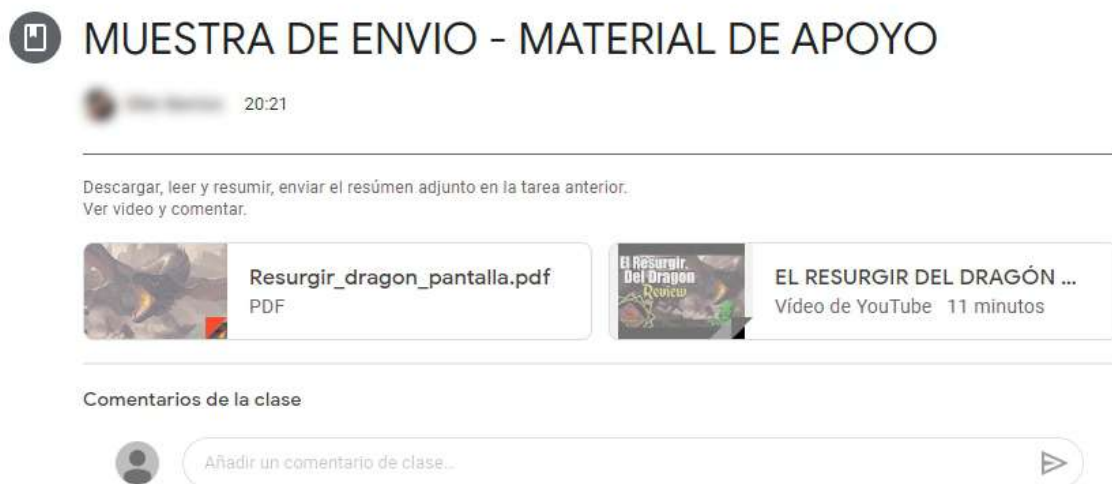 MUESTRA DE ENVIO - MATERIAL DE APOYO
20:21
Descargar, leer y resumir, enviar el resúmen adjunto en la tarea anterior.
Ver video y comentar.
Resurgir_dragon_pantalla.pdf
PDF
El Resurgir
Del Dragon
Review
EL RESURGIR DEL DRAGÓN ...
Vídeo de YouTube 11 minutos
Comentarios de la clase
Añadir un comentario de clase...